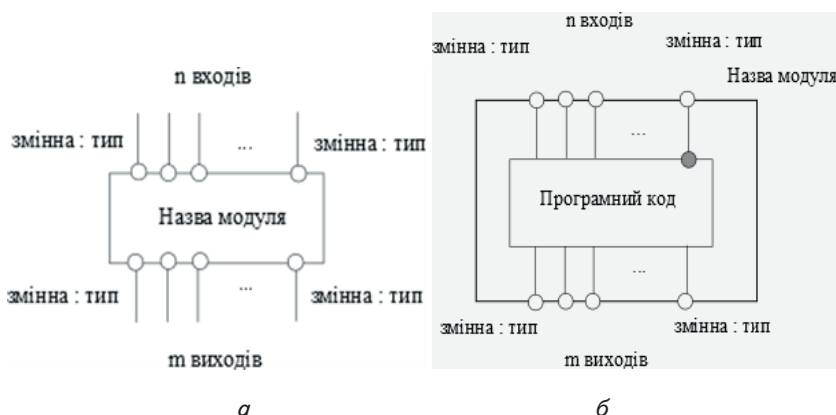 n входів
змінна : тип
змінна : тип
...
Назва модуля
змінна : тип
змінна : тип
...
m виходів
а
n входів
змінна : тип
змінна : тип
Назва модуля
...
Програмний код
...
змінна : тип
змінна : тип
m виходів
б